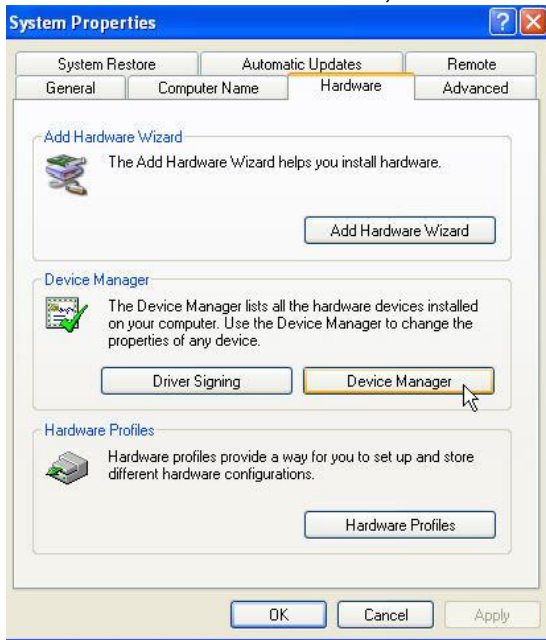 System Properties
System Restore Automatic Updates Remote
General Computer Name Hardware Advanced
Add Hardware Wizard
The Add Hardware Wizard helps you install hardware.
Add Hardware Wizard
Device Manager
The Device Manager lists all the hardware devices installed
on your computer. Use the Device Manager to change the
properties of any device.
Driver Signing Device Manager
Hardware Profiles
Hardware profiles provide a way for you to set up and store
different hardware configurations.
Hardware Profiles
OK Cancel Apply